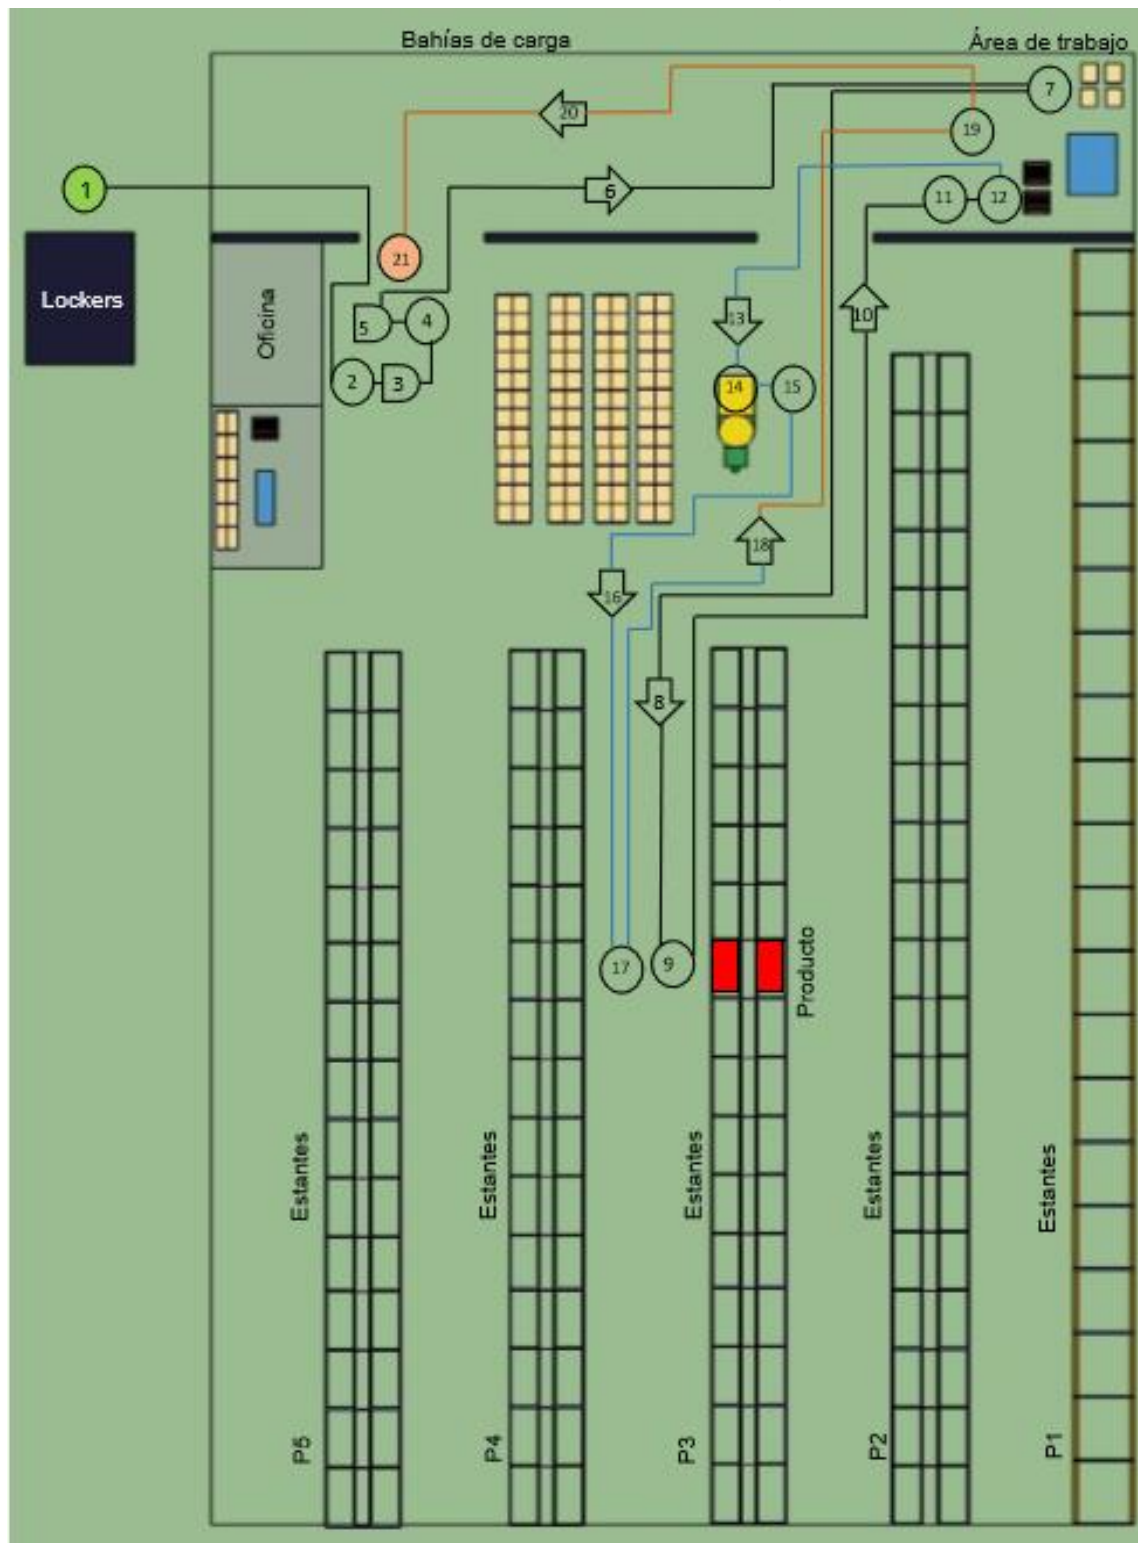 Bahías de carga
Área de trabajo
7
20
19
1
6
11
12
21
Lockers
Oficina
5
4
13
10
2
3
14
15
18
16
8
17
9
Producto
Estantes
Estantes
Estantes
Estantes
Estantes
P5
P4
P3
P2
P1